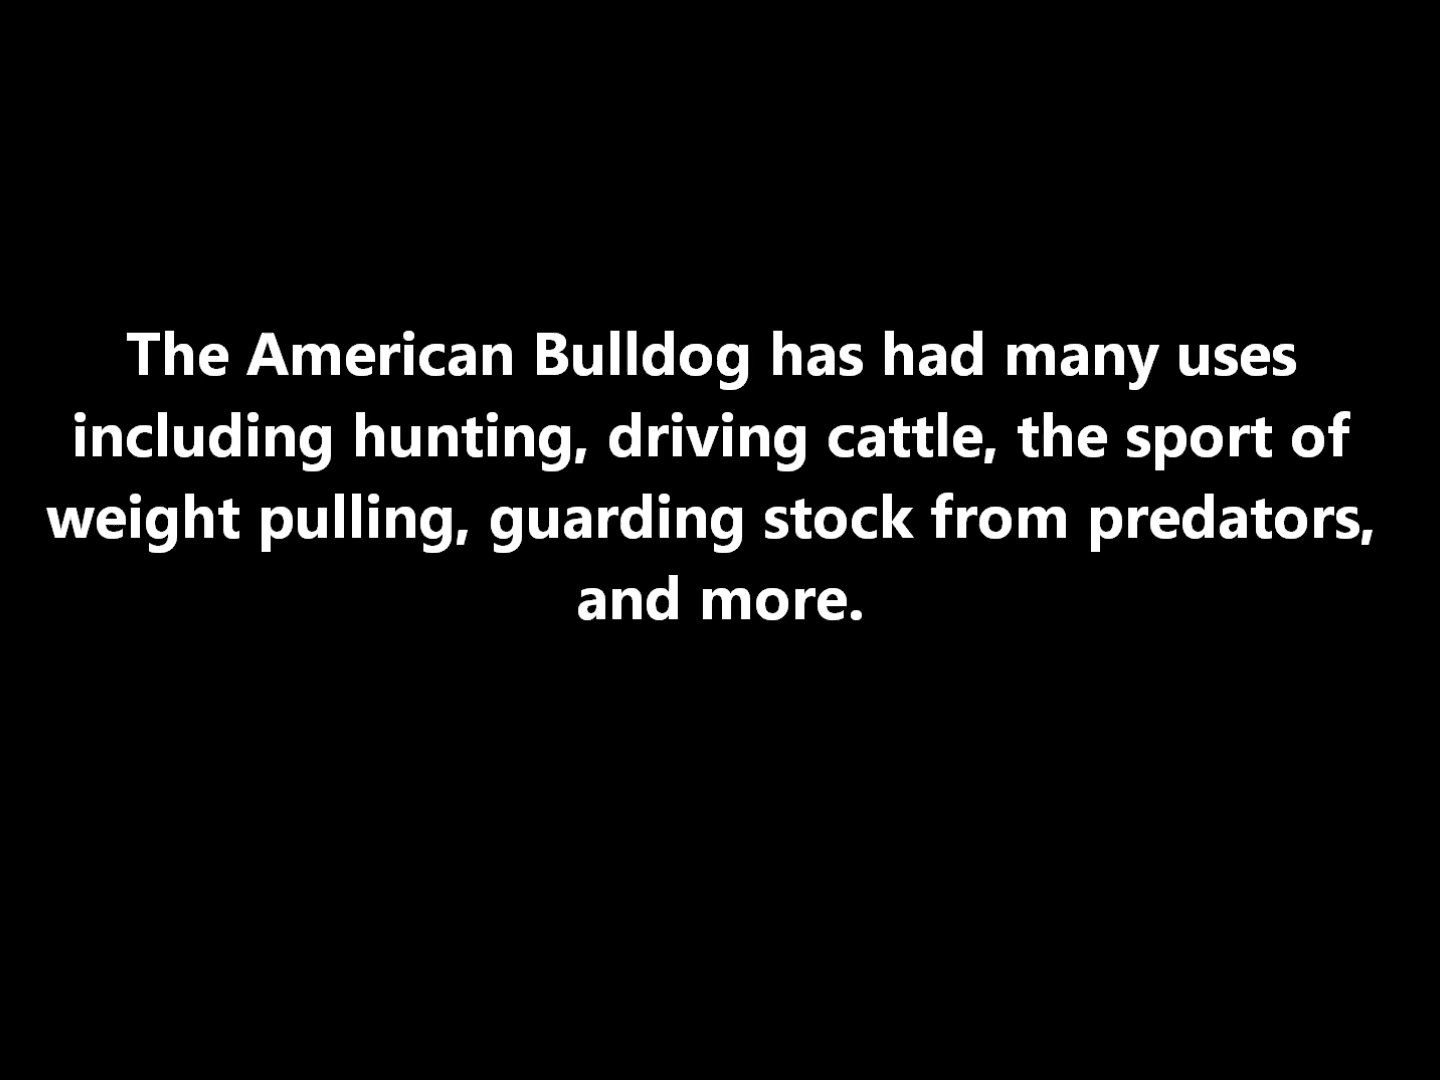 The American Bulldog has had many uses
including hunting, driving cattle, the sport of
weight pulling, guarding stock from predators,
and more.